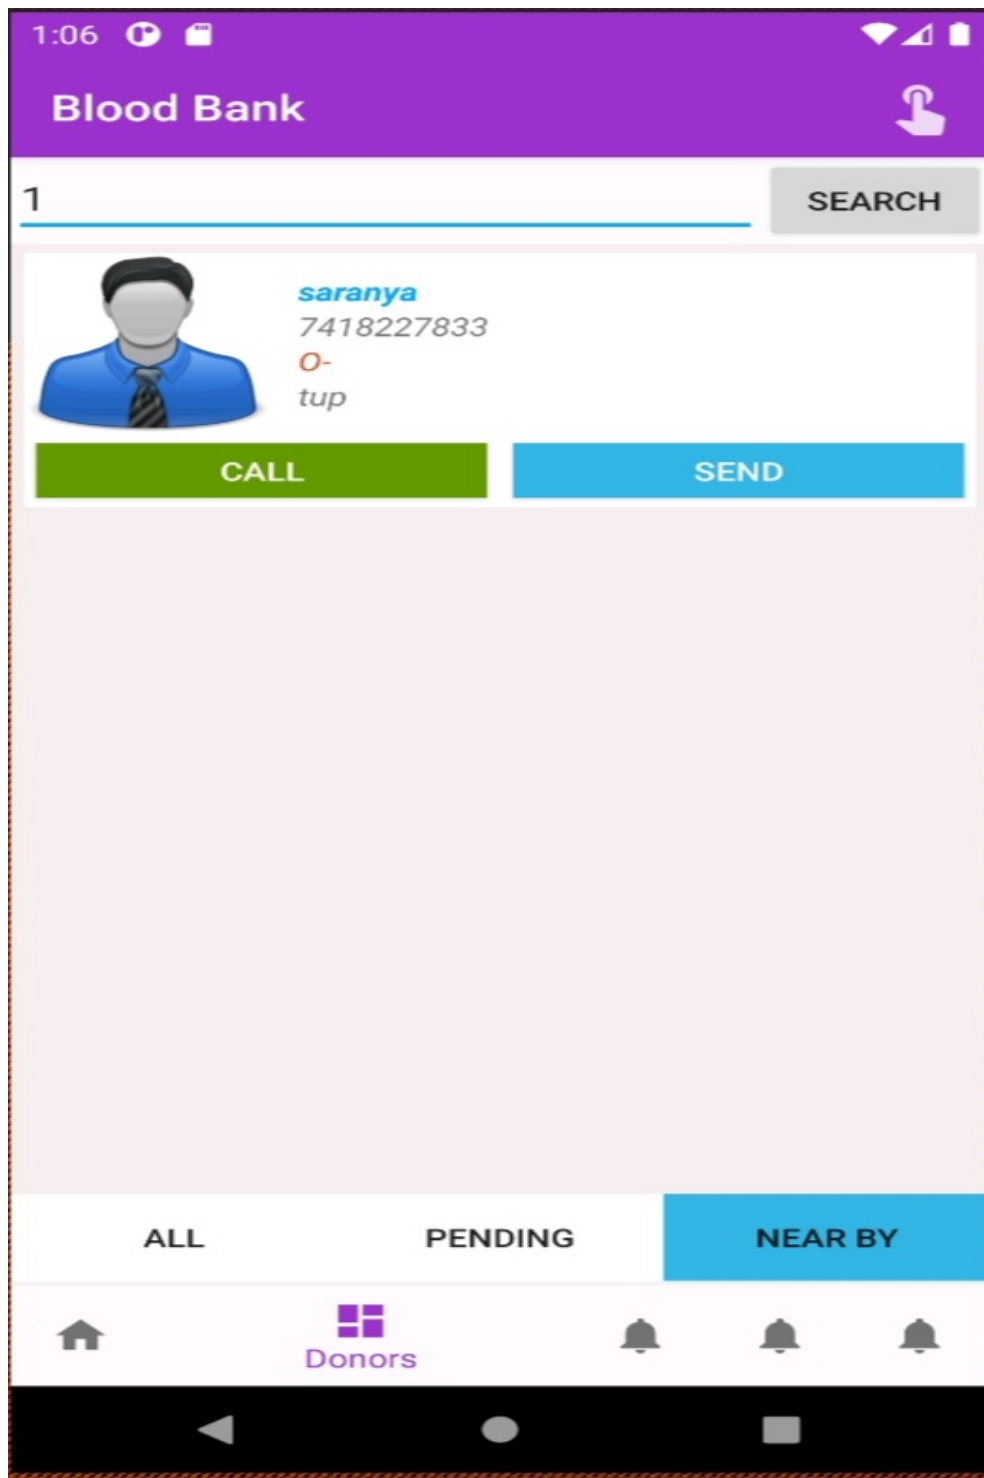 1:06
Blood Bank
1
SEARCH
saranya
7418227833
O-
tup
CALL
SEND
ALL
PENDING
NEAR BY
Donors